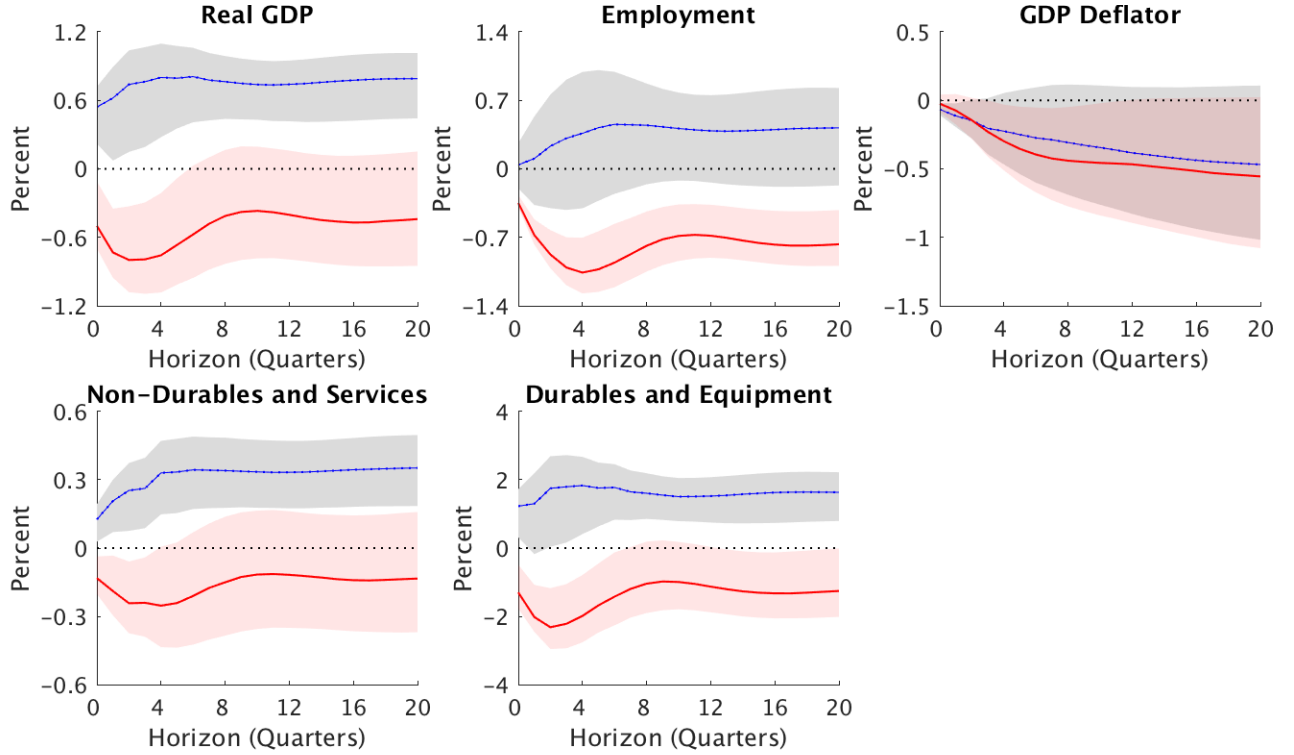 Real GDP
1.2
0.6
0
−0.6
−1.2
Percent
0 4 8 12 16 20
Horizon (Quarters)
Employment
1.4
0.7
0
−0.7
−1.4
Percent
0 4 8 12 16 20
Horizon (Quarters)
GDP Deflator
0.5
0
−0.5
−1
−1.5
Percent
0 4 8 12 16 20
Horizon (Quarters)
Non−Durables and Services
0.6
0.3
0
−0.3
−0.6
Percent
0 4 8 12 16 20
Horizon (Quarters)
Durables and Equipment
4
2
0
−2
−4
Percent
0 4 8 12 16 20
Horizon (Quarters)